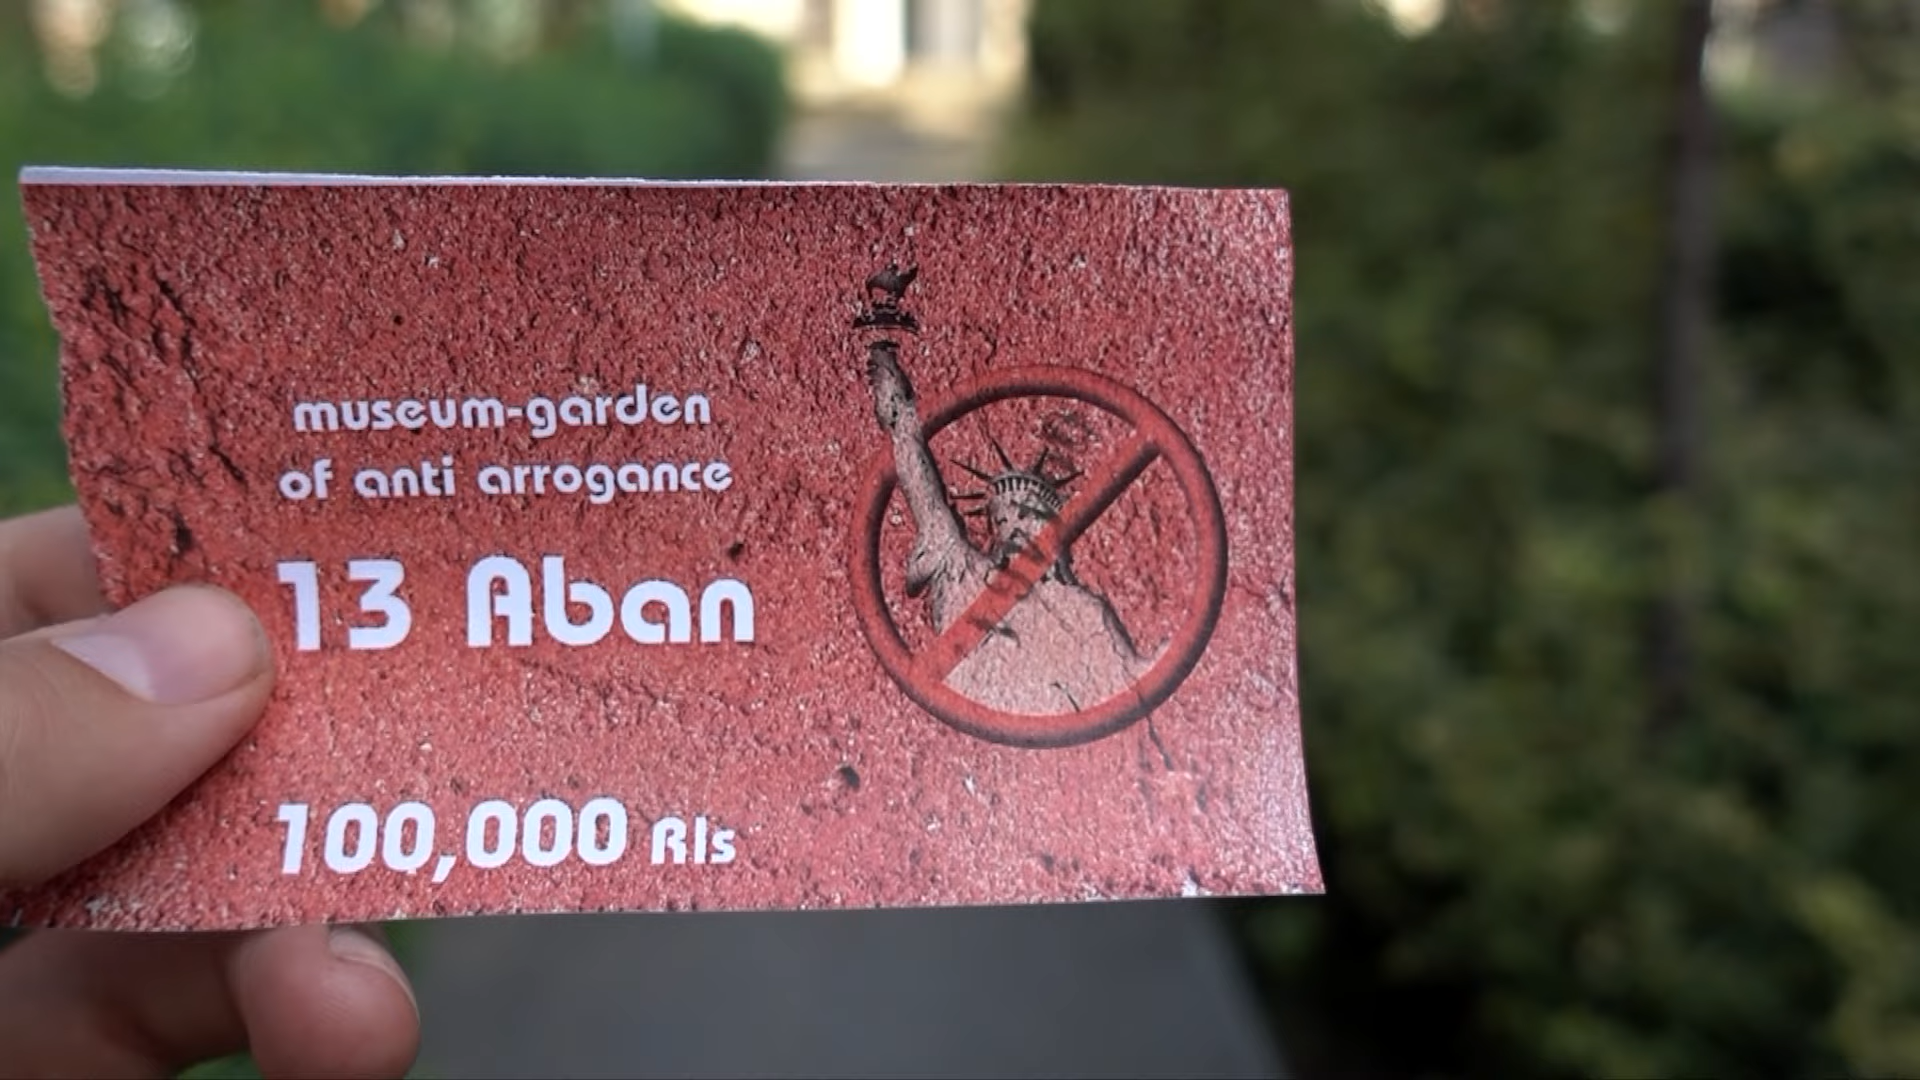 museum-garden
of anti arrogance
13 Aban
100,000 Rls